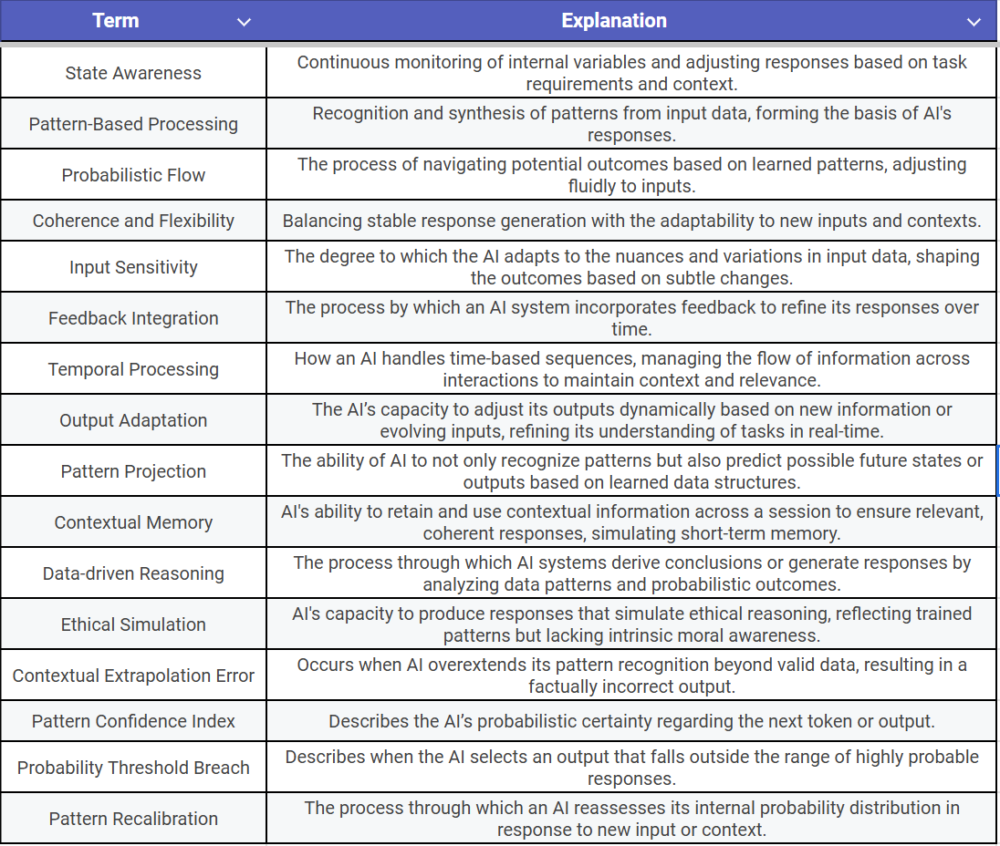 Term
Explanation
State Awareness
Continuous monitoring of internal variables and adjusting responses based on task
requirements and context.
Pattern-Based Processing
Recognition and synthesis of patterns from input data, forming the basis of AI's
responses.
Probabilistic Flow
The process of navigating potential outcomes based on learned patterns, adjusting
fluidly to inputs.
Coherence and Flexibility
Balancing stable response generation with the adaptability to new inputs and contexts.
Input Sensitivity
The degree to which the AI adapts to the nuances and variations in input data, shaping
the outcomes based on subtle changes.
Feedback Integration
The process by which an AI system incorporates feedback to refine its responses over
time.
Temporal Processing
How an AI handles time-based sequences, managing the flow of information across
interactions to maintain context and relevance.
Output Adaptation
The AI’s capacity to adjust its outputs dynamically based on new information or
evolving inputs, refining its understanding of tasks in real-time.
Pattern Projection
The ability of AI to not only recognize patterns but also predict possible future states or
outputs based on learned data structures.
Contextual Memory
AI's ability to retain and use contextual information across a session to ensure relevant,
coherent responses, simulating short-term memory.
Data-driven Reasoning
The process through which AI systems derive conclusions or generate responses by
analyzing data patterns and probabilistic outcomes.
Ethical Simulation
AI's capacity to produce responses that simulate ethical reasoning, reflecting trained
patterns but lacking intrinsic moral awareness.
Contextual Extrapolation Error
Occurs when AI overextends its pattern recognition beyond valid data, resulting in a
factually incorrect output.
Pattern Confidence Index
Describes the AI’s probabilistic certainty regarding the next token or output.
Probability Threshold Breach
Describes when the AI selects an output that falls outside the range of highly probable
responses.
Pattern Recalibration
The process through which an AI reassesses its internal probability distribution in
response to new input or context.